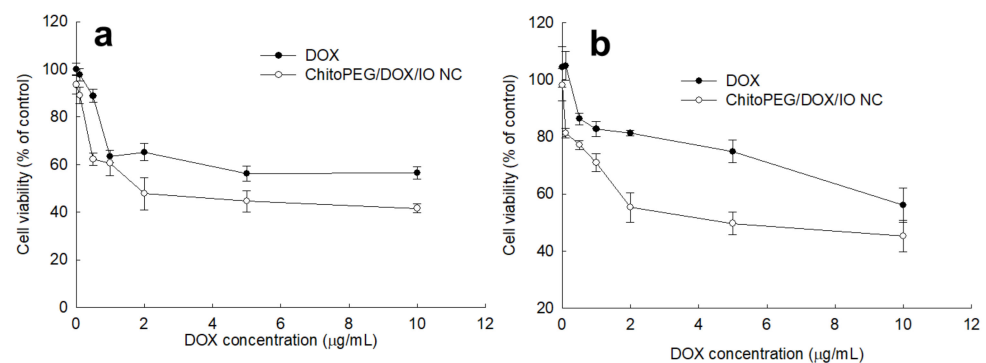 a
DOX
ChitoPEG/DOX/IO NC
Cell viability (% of control)
120
100
80
60
40
20
0
0 2 4 6 8 10 12
DOX concentration (μg/mL)
b
DOX
ChitoPEG/DOX/IO NC
Cell viability (% of control)
120
100
80
60
40
20
0 2 4 6 8 10 12
DOX concentration (μg/mL)